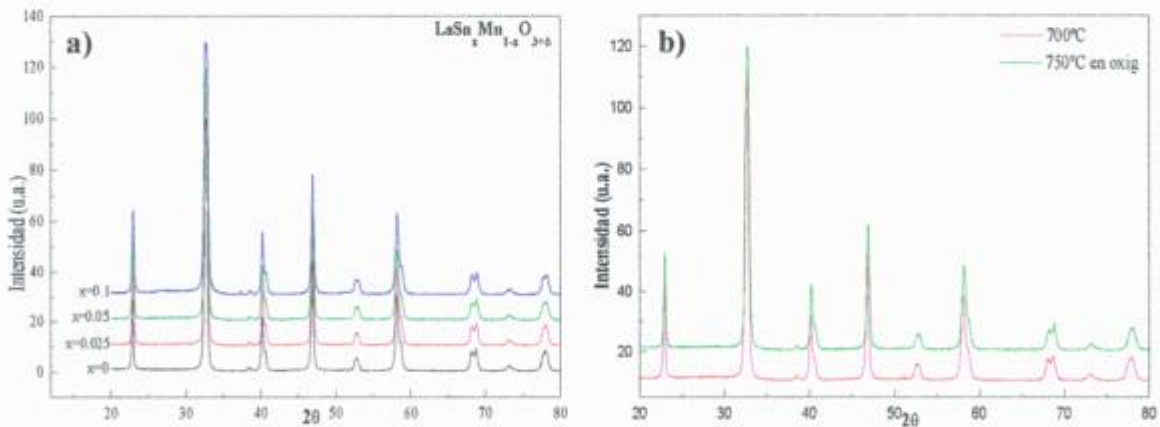 a)
LaSn Mn O
x 1-x 3+δ
140
120
100
80
60
40
20
0
Intensidad (u.a.)
x=0.1
x=0.05
x=0.025
x=0
20 30 40 50 60 70 80
2θ
b)
700ºC
750ºC en oxig
120
100
80
60
40
20
Intensidad (u.a.)
20 30 40 50 60 70 80
2θ